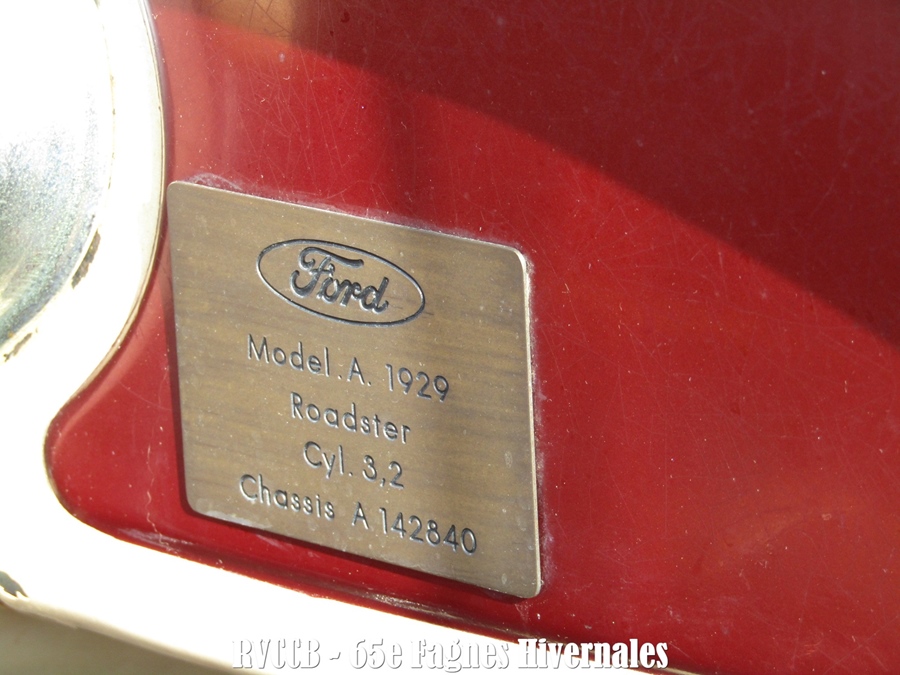 Ford
Model.A. 1929
Roadster
Cyl. 3,2
Chassis A 142840
RVCCB - 65e Fagnes Hivernales